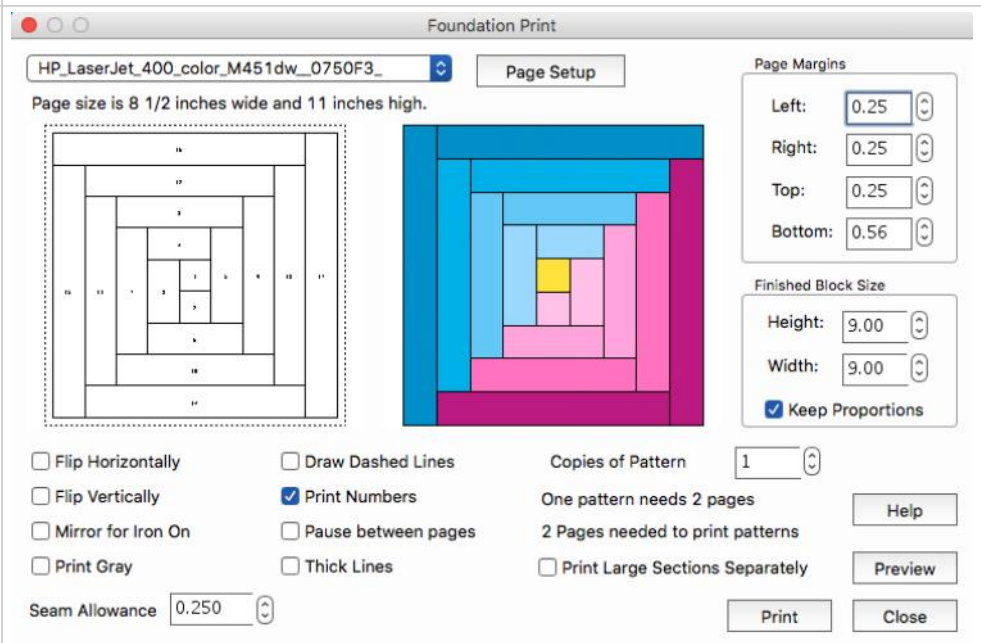 Foundation Print
HP_LaserJet_400_color_M451dw__0750F3_
Page Setup
Page size is 8 1/2 inches wide and 11 inches high.
Page Margins
Left: 0.25
Right: 0.25
Top: 0.25
Bottom: 0.56
Finished Block Size
Height: 9.00
Width: 9.00
Keep Proportions
Flip Horizontally
Flip Vertically
Mirror for Iron On
Print Gray
Seam Allowance 0.250
Draw Dashed Lines
Print Numbers
Pause between pages
Thick Lines
Copies of Pattern 1
One pattern needs 2 pages
2 Pages needed to print patterns
Print Large Sections Separately
Help
Preview
Print
Close